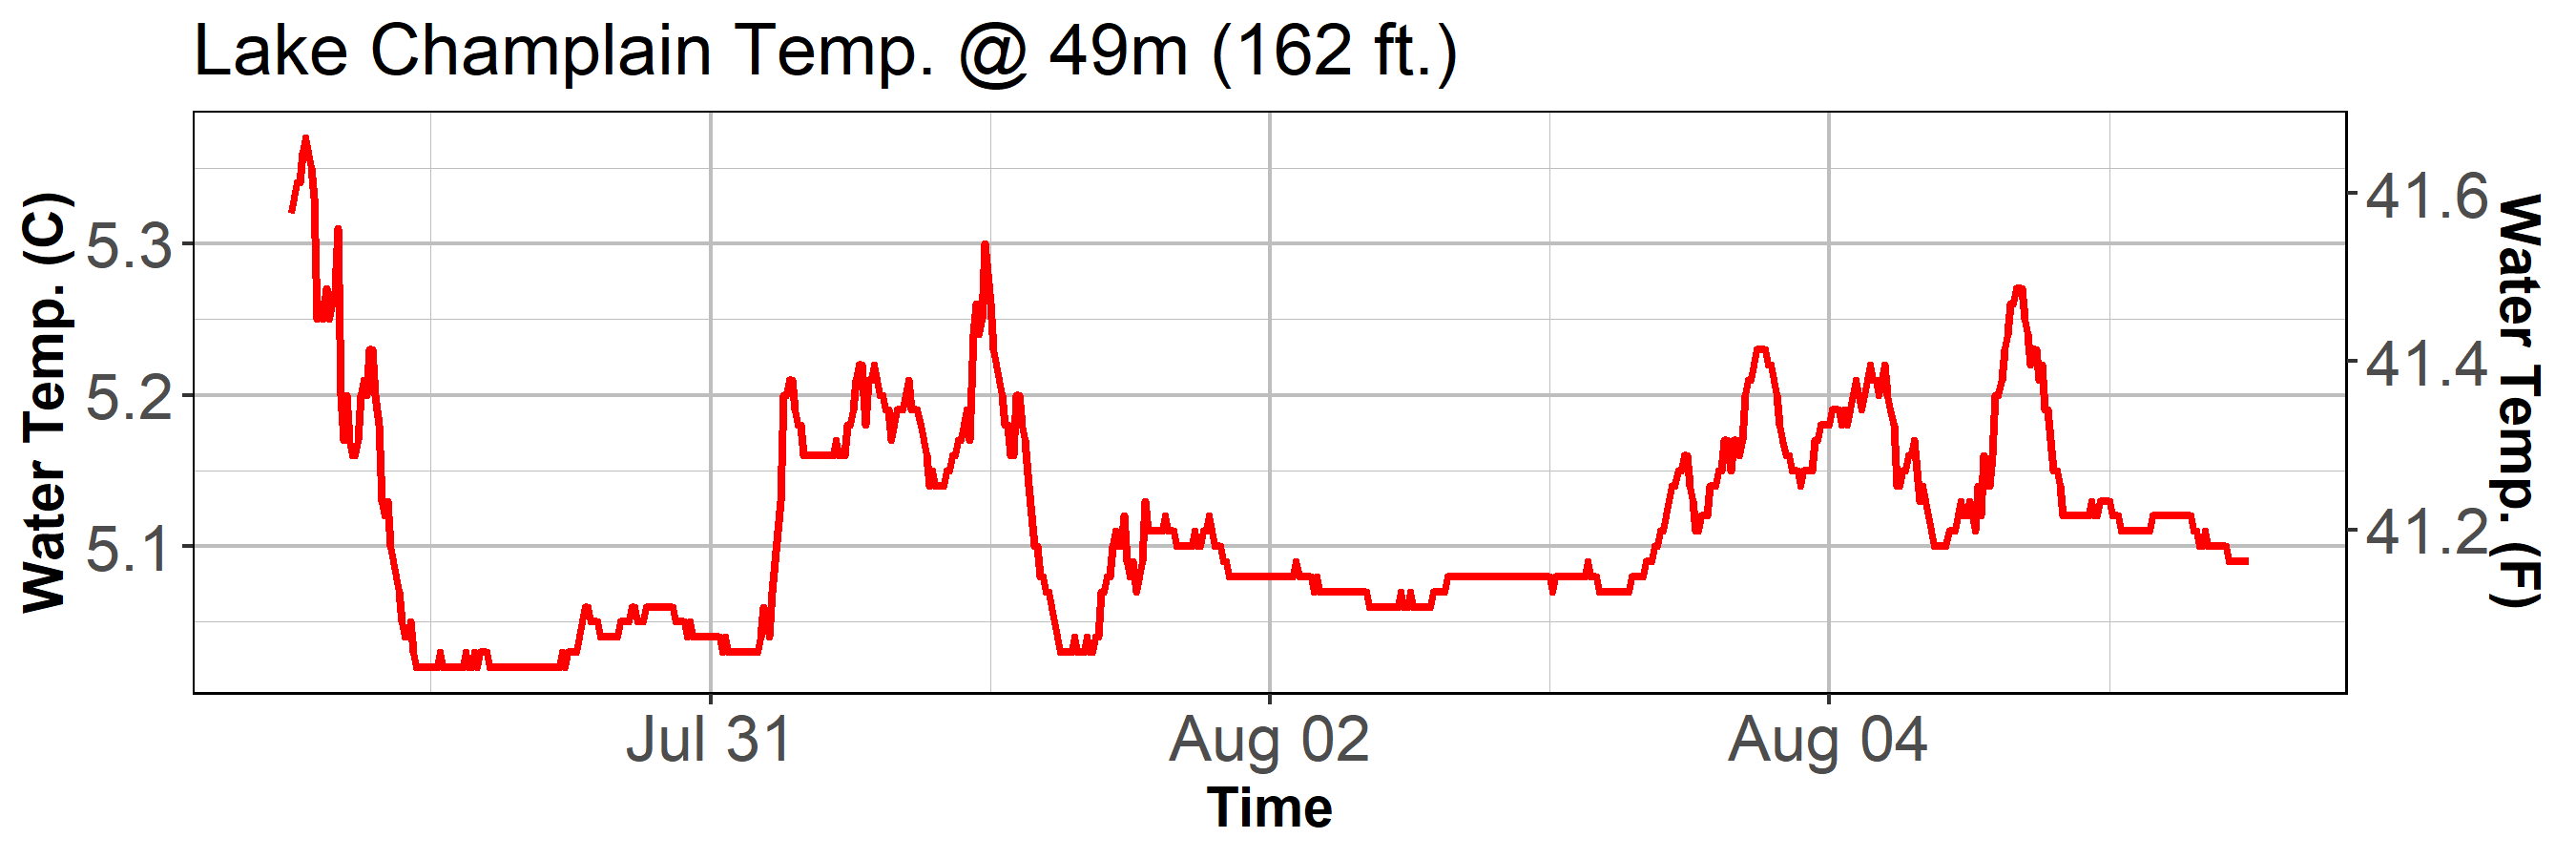 Lake Champlain Temp. @ 49m (162 ft.)
Water Temp. (C)
5.3
5.2
5.1
41.6
41.4
41.2
Water Temp. (F)
Jul 31
Aug 02
Aug 04
Time